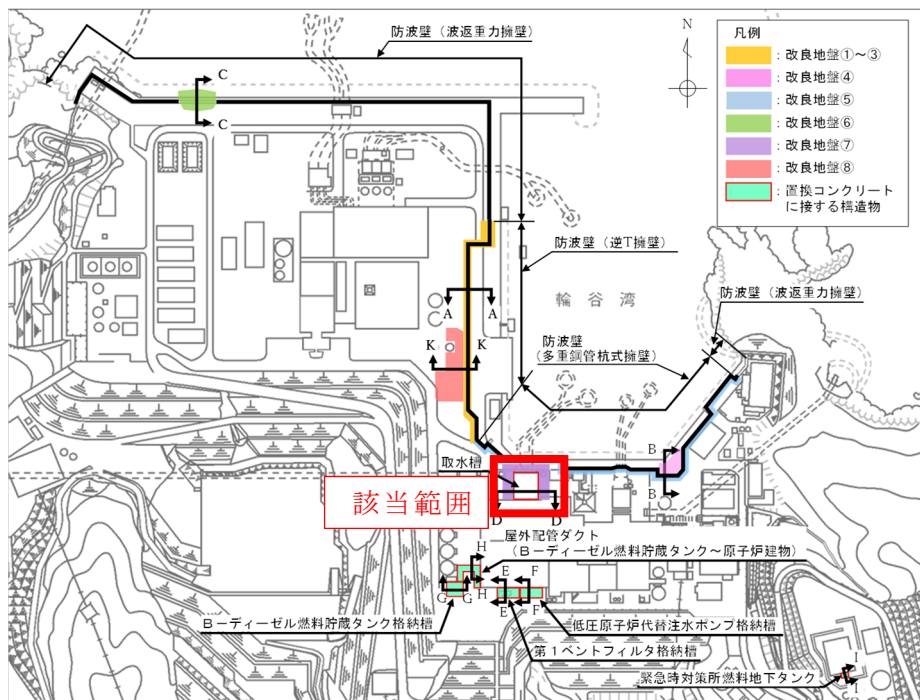 防波壁（波返重力擁壁）
N
凡例
：改良地盤①～③
：改良地盤④
：改良地盤⑤
：改良地盤⑥
：改良地盤⑦
：改良地盤⑧
：置換コンクリート
に接する構造物
C
C
防波壁（逆T擁壁）
輪谷湾
防波壁（波返重力擁壁）
A
A
K
K
防波壁
（多重鋼管杭式擁壁）
B
B
取水槽
該当範囲
D
D
屋外配管ダクト
（B－ディーゼル燃料貯蔵タンク～原子炉建物）
H
H
G
G
E
E
F
F
B－ディーゼル燃料貯蔵タンク格納槽
低圧原子炉代替注水ポンプ格納槽
第１ベントフィルタ格納槽
緊急時対策所燃料地下タンク
I
I